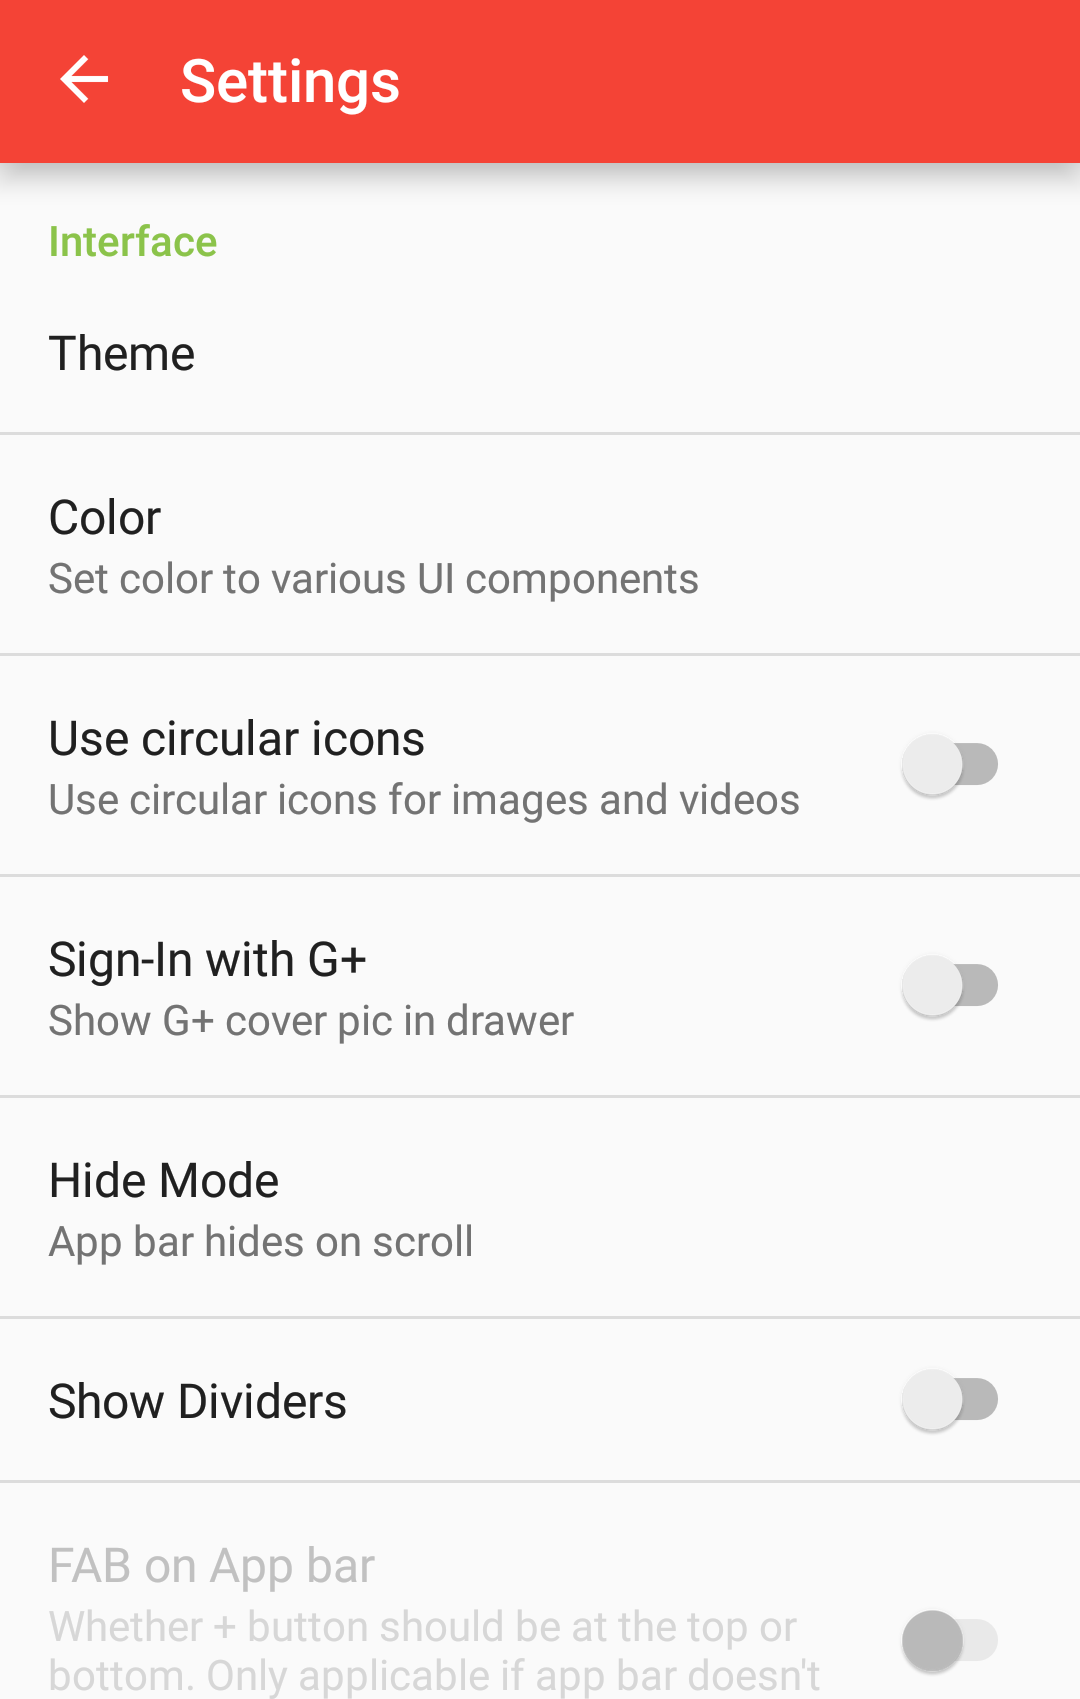 Settings
Interface
Theme
Color
Set color to various UI components
Use circular icons
Use circular icons for images and videos
Sign-In with G+
Show G+ cover pic in drawer
Hide Mode
App bar hides on scroll
Show Dividers
FAB on App bar
Whether + button should be at the top or
bottom. Only applicable if app bar doesn't